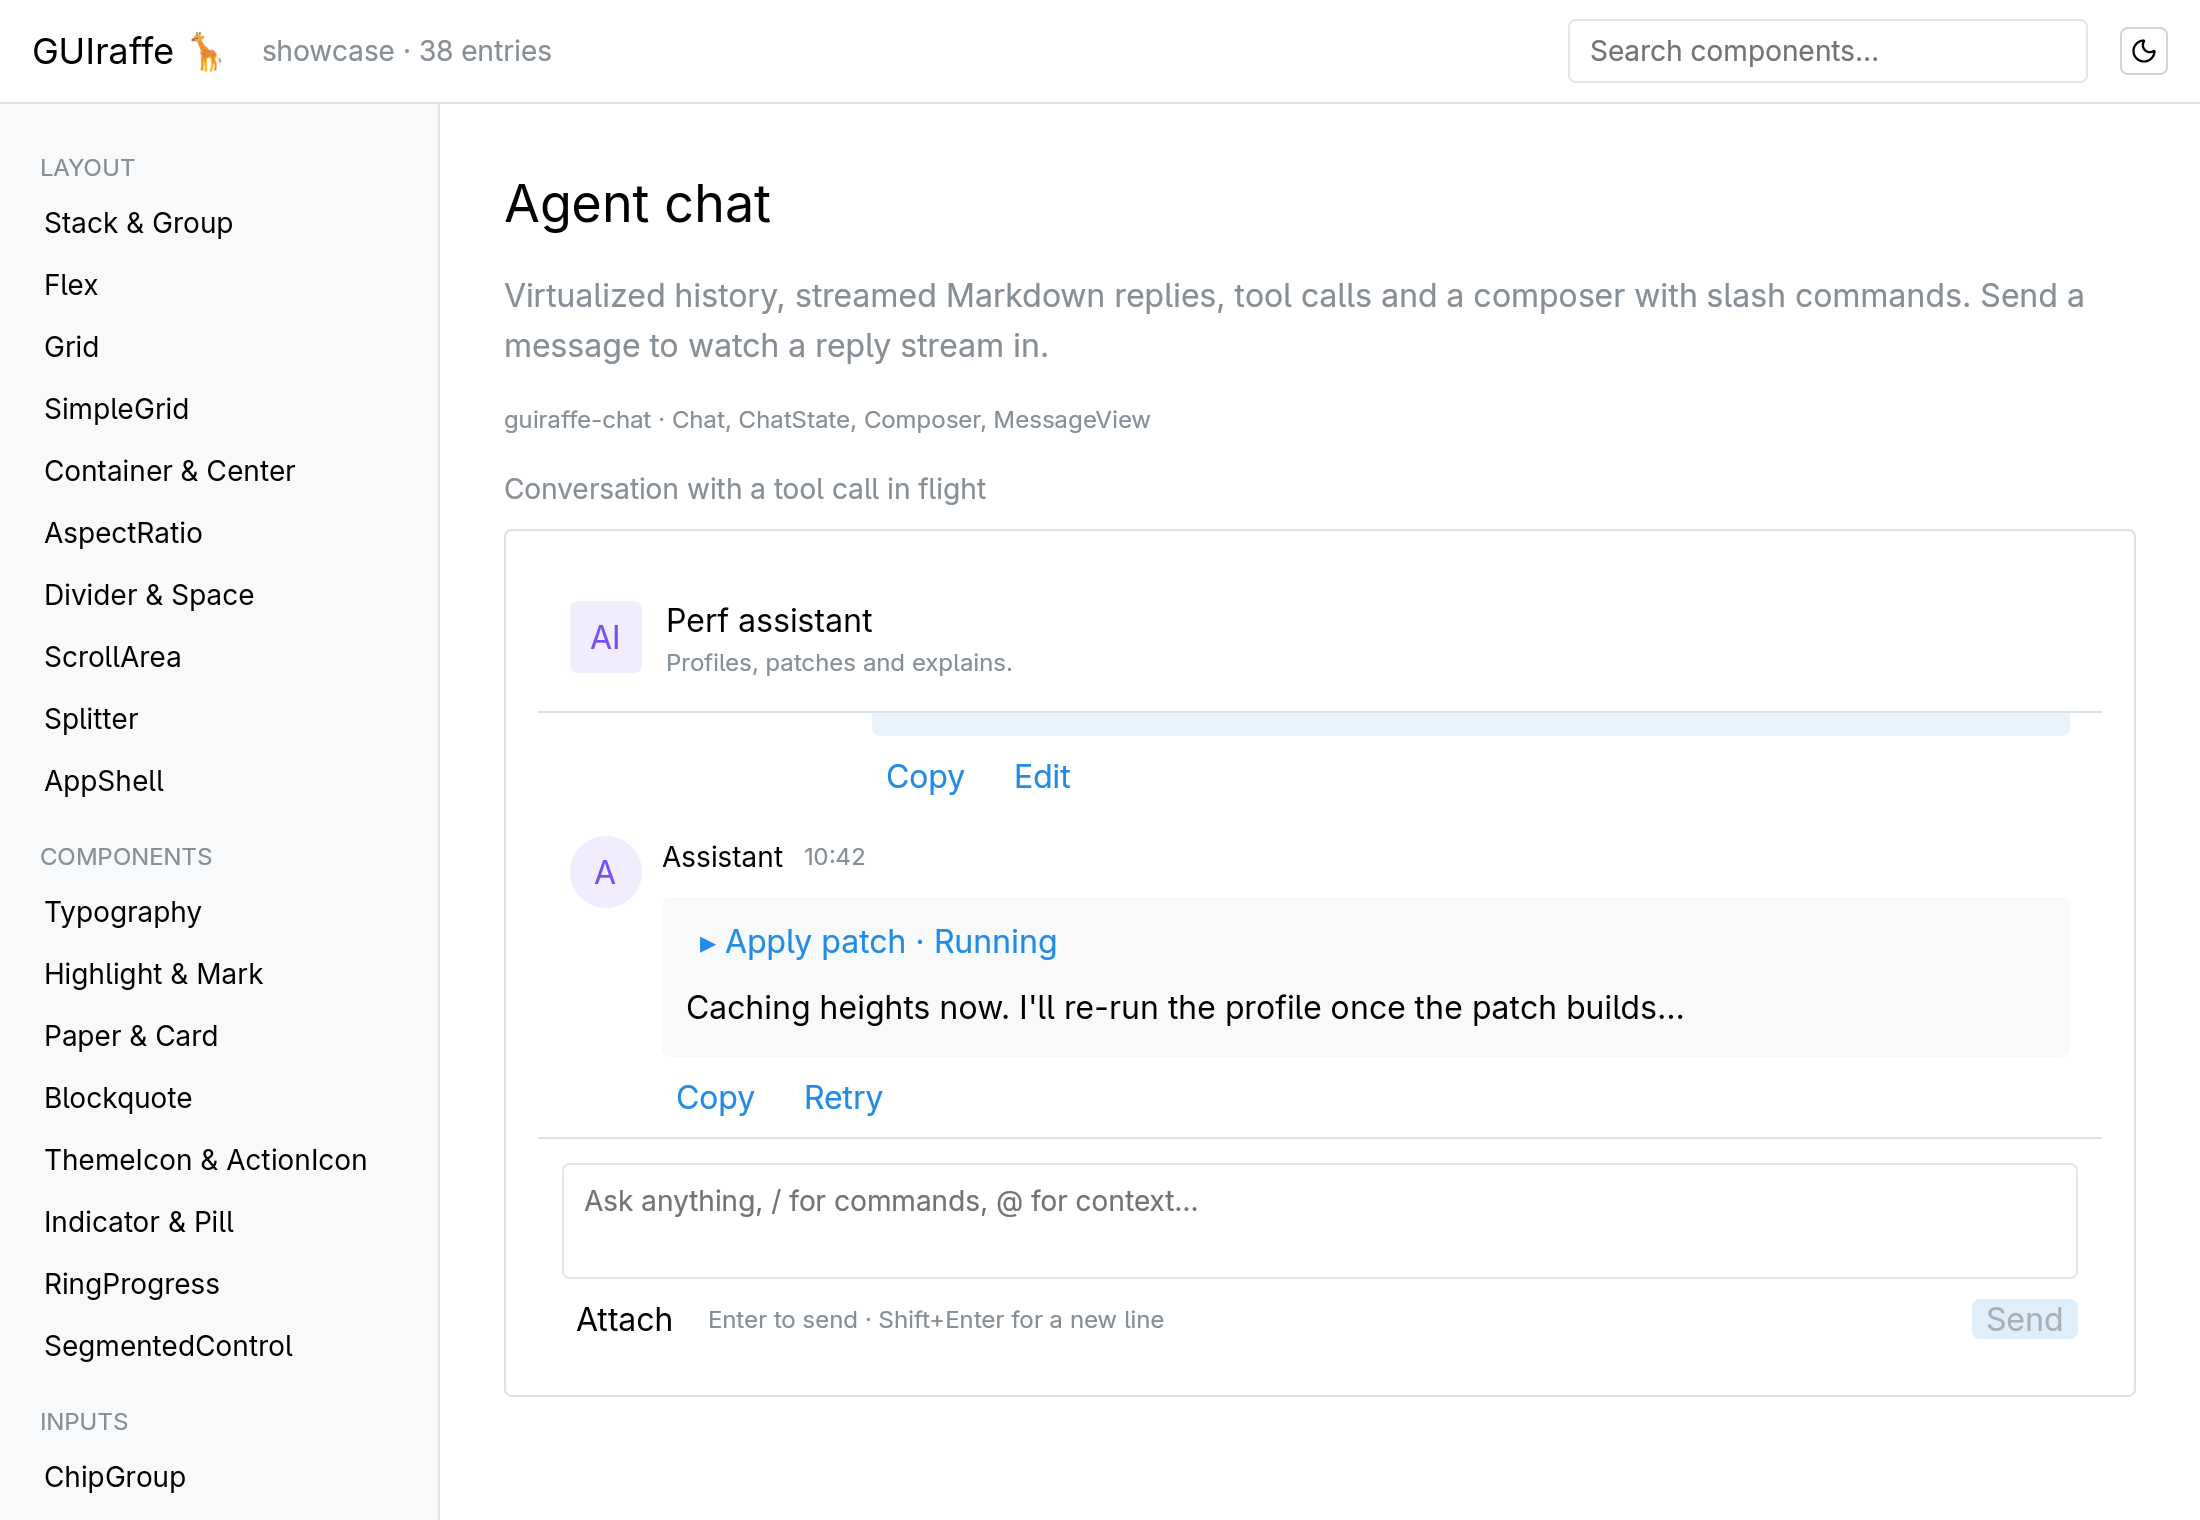 GUIraffe 🦒 showcase · 38 entries
Search components...
LAYOUT
Stack & Group
Flex
Grid
SimpleGrid
Container & Center
AspectRatio
Divider & Space
ScrollArea
Splitter
AppShell
COMPONENTS
Typography
Highlight & Mark
Paper & Card
Blockquote
ThemeIcon & ActionIcon
Indicator & Pill
RingProgress
SegmentedControl
INPUTS
ChipGroup
Agent chat
Virtualized history, streamed Markdown replies, tool calls and a composer with slash commands. Send a
message to watch a reply stream in.
guiraffe-chat · Chat, ChatState, Composer, MessageView
Conversation with a tool call in flight
AI
Perf assistant
Profiles, patches and explains.
Copy Edit
A
Assistant 10:42
▸ Apply patch · Running
Caching heights now. I'll re-run the profile once the patch builds...
Copy Retry
Ask anything, / for commands, @ for context...
Attach Enter to send · Shift+Enter for a new line Send